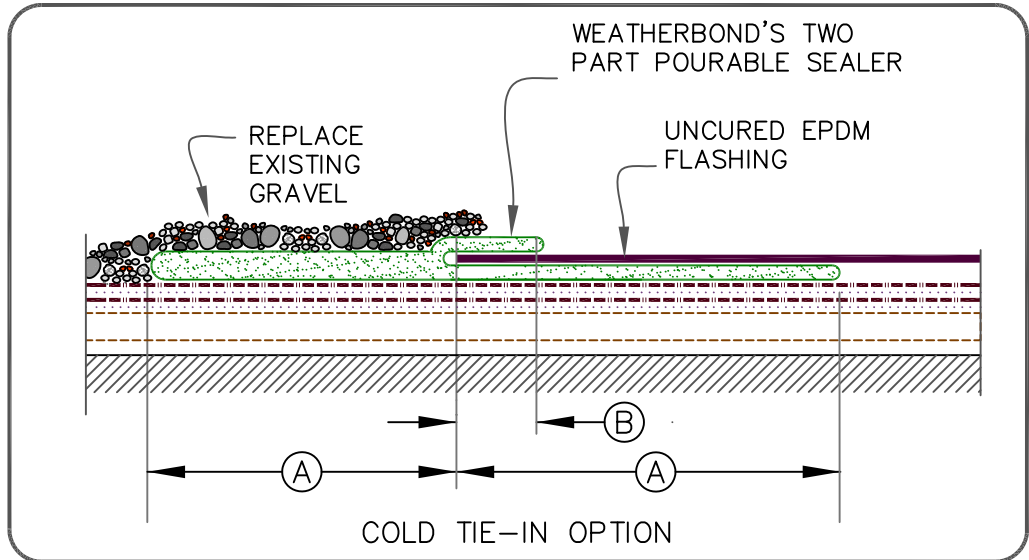 WEATHERBOND'S TWO
PART POURABLE SEALER
REPLACE
EXISTING
GRAVEL
UNCURED EPDM
FLASHING
B
A
A
COLD TIE-IN OPTION